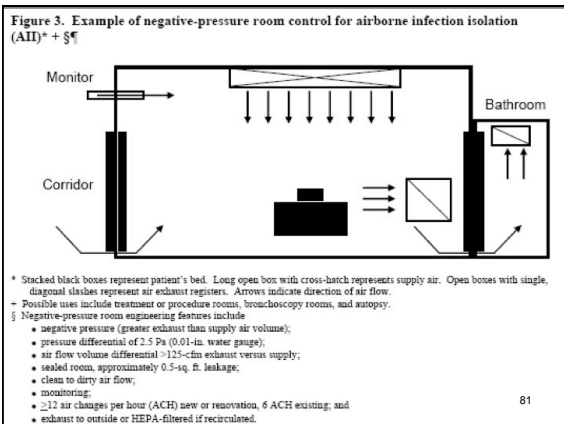 Figure 3. Example of negative-pressure room control for airborne infection isolation
(AII)* + §¶
Monitor
Bathroom
Corridor
* Stacked black boxes represent patient's bed. Long open box with cross-hatch represents supply air. Open boxes with single,
diagonal slashes represent air exhaust registers. Arrows indicate direction of air flow.
+ Possible uses include treatment or procedure rooms, bronchoscopy rooms, and autopsy.
§ Negative-pressure room engineering features include
• negative pressure (greater exhaust than supply air volume);
• pressure differential of 2.5 Pa (0.01-in. water gauge);
• air flow volume differential >125-cfm exhaust versus supply;
• sealed room, approximately 0.5-sq. ft. leakage;
• clean to dirty air flow;
• monitoring;
• ≥12 air changes per hour (ACH) new or renovation, 6 ACH existing; and
• exhaust to outside or HEPA-filtered if recirculated.
81